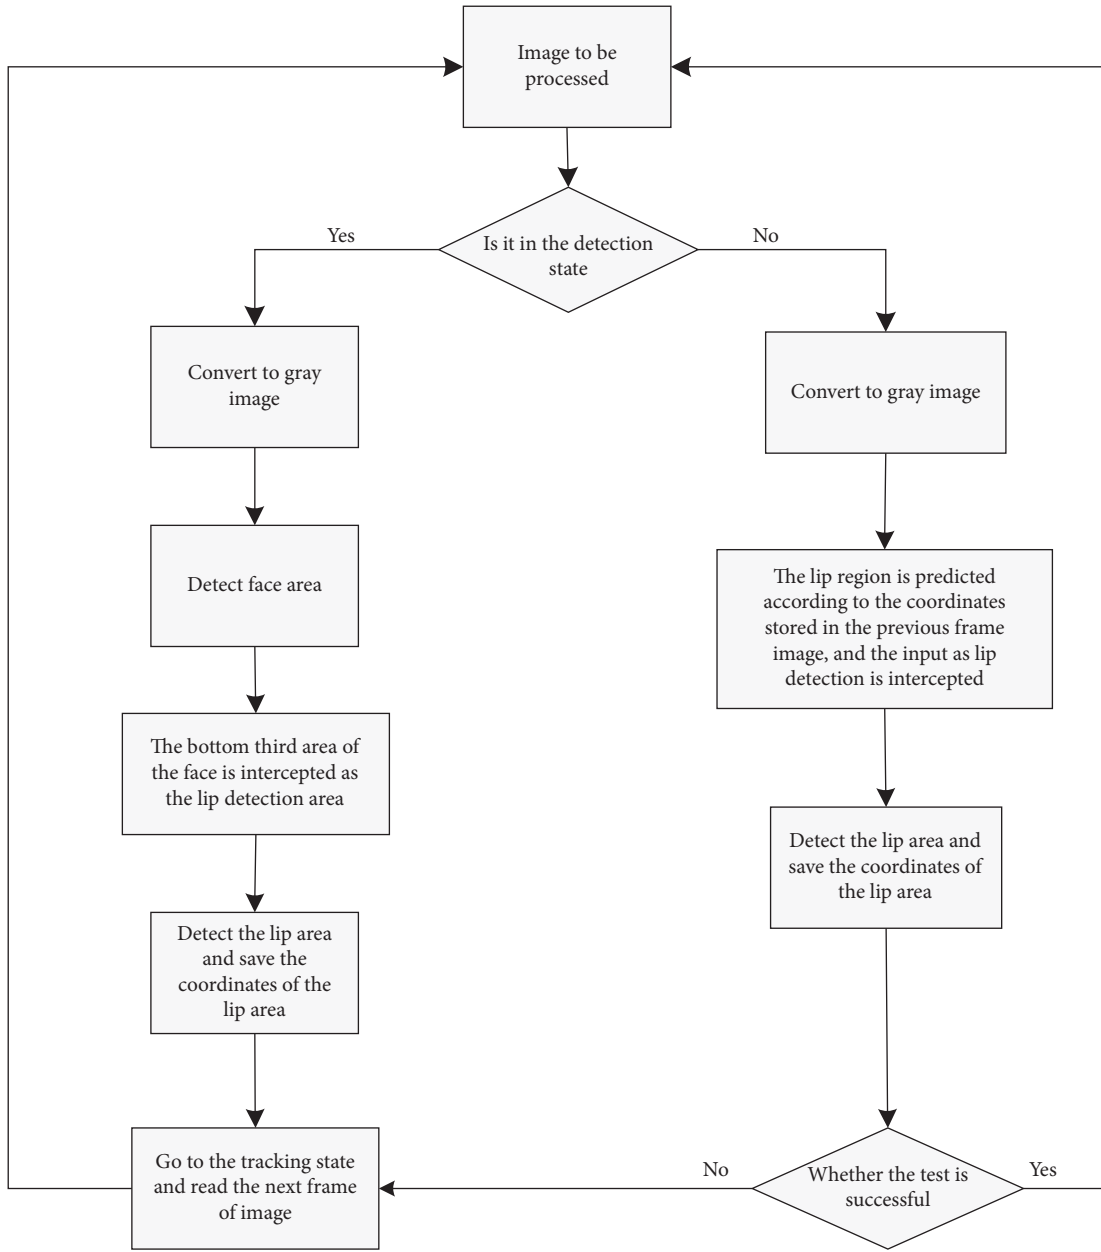 Image to be
processed
Is it in the detection
state
Yes
No
Convert to gray
image
Detect face area
The bottom third area of
the face is intercepted as
the lip detection area
Detect the lip area
and save the
coordinates of the
lip area
Go to the tracking state
and read the next frame
of image
Convert to gray image
The lip region is predicted
according to the coordinates
stored in the previous frame
image, and the input as lip
detection is intercepted
Detect the lip area and
save the coordinates of
the lip area
Whether the test is
successful
No
Yes